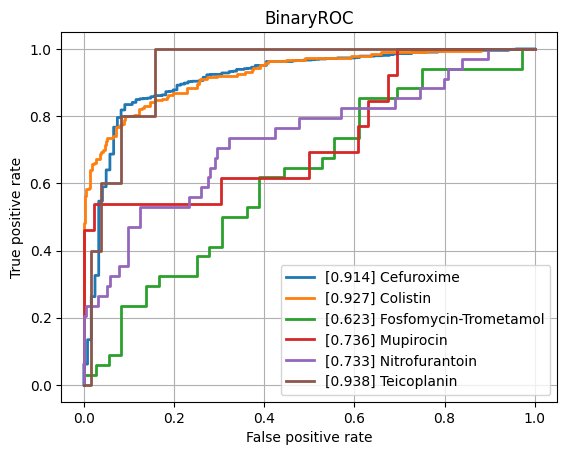 BinaryROC
True positive rate
1.0
0.8
0.6
0.4
0.2
0.0
[0.914] Cefuroxime
[0.927] Colistin
[0.623] Fosfomycin-Trometamol
[0.736] Mupirocin
[0.733] Nitrofurantoin
[0.938] Teicoplanin
0.0 0.2 0.4 0.6 0.8 1.0
False positive rate